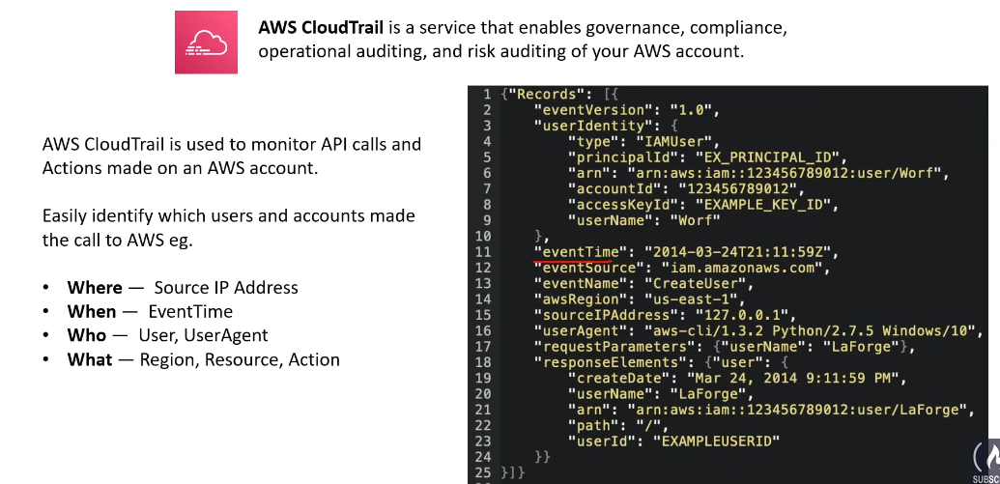 AWS CloudTrail is a service that enables governance, compliance,
operational auditing, and risk auditing of your AWS account.
AWS CloudTrail is used to monitor API calls and
Actions made on an AWS account.
Easily identify which users and accounts made
the call to AWS eg.
• Where — Source IP Address
• When — EventTime
• Who — User, UserAgent
• What — Region, Resource, Action
1 {"Records": [{
2 "eventVersion": "1.0",
3 "userIdentity": {
4 "type": "IAMUser",
5 "principalId": "EX_PRINCIPAL_ID",
6 "arn": "arn:aws:iam::123456789012:user/Worf",
7 "accountId": "123456789012",
8 "accessKeyId": "EXAMPLE_KEY_ID",
9 "userName": "Worf"
10 },
11 "eventTime": "2014-03-24T21:11:59Z",
12 "eventSource": "iam.amazonaws.com",
13 "eventName": "CreateUser",
14 "awsRegion": "us-east-1",
15 "sourceIPAddress": "127.0.0.1",
16 "userAgent": "aws-cli/1.3.2 Python/2.7.5 Windows/10",
17 "requestParameters": {"userName": "LaForge"},
18 "responseElements": {"user": {
19 "createDate": "Mar 24, 2014 9:11:59 PM",
20 "userName": "LaForge",
21 "arn": "arn:aws:iam::123456789012:user/LaForge",
22 "path": "/",
23 "userId": "EXAMPLEUSERID"
24 }}
25 }]}